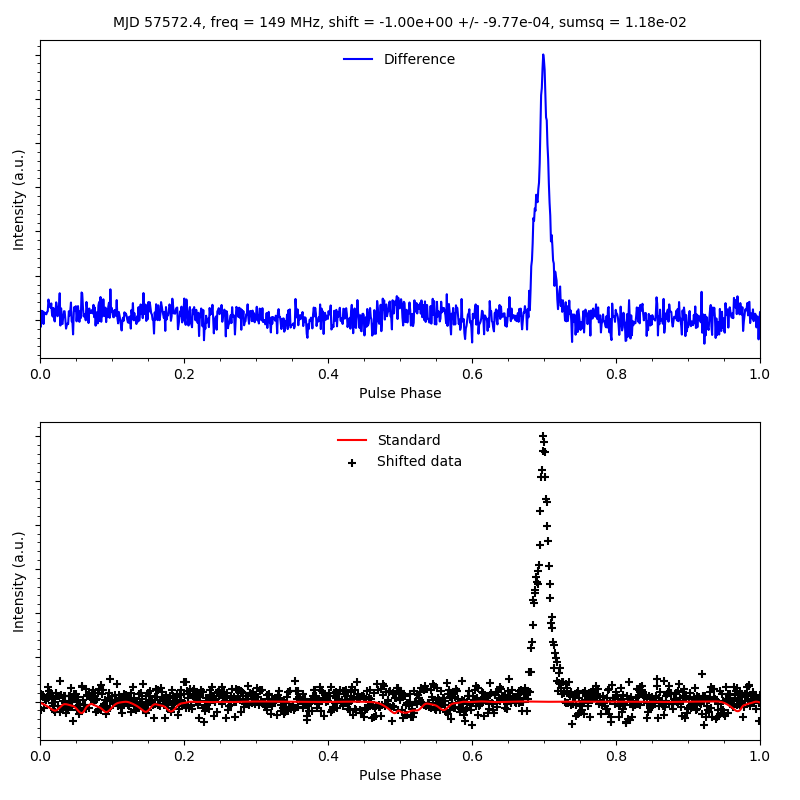 MJD 57572.4, freq = 149 MHz, shift = -1.00e+00 +/- -9.77e-04, sumsq = 1.18e-02
Difference
Intensity (a.u.)
0.0 0.2 0.4 0.6 0.8 1.0
Pulse Phase
Standard
Shifted data
Intensity (a.u.)
0.0 0.2 0.4 0.6 0.8 1.0
Pulse Phase